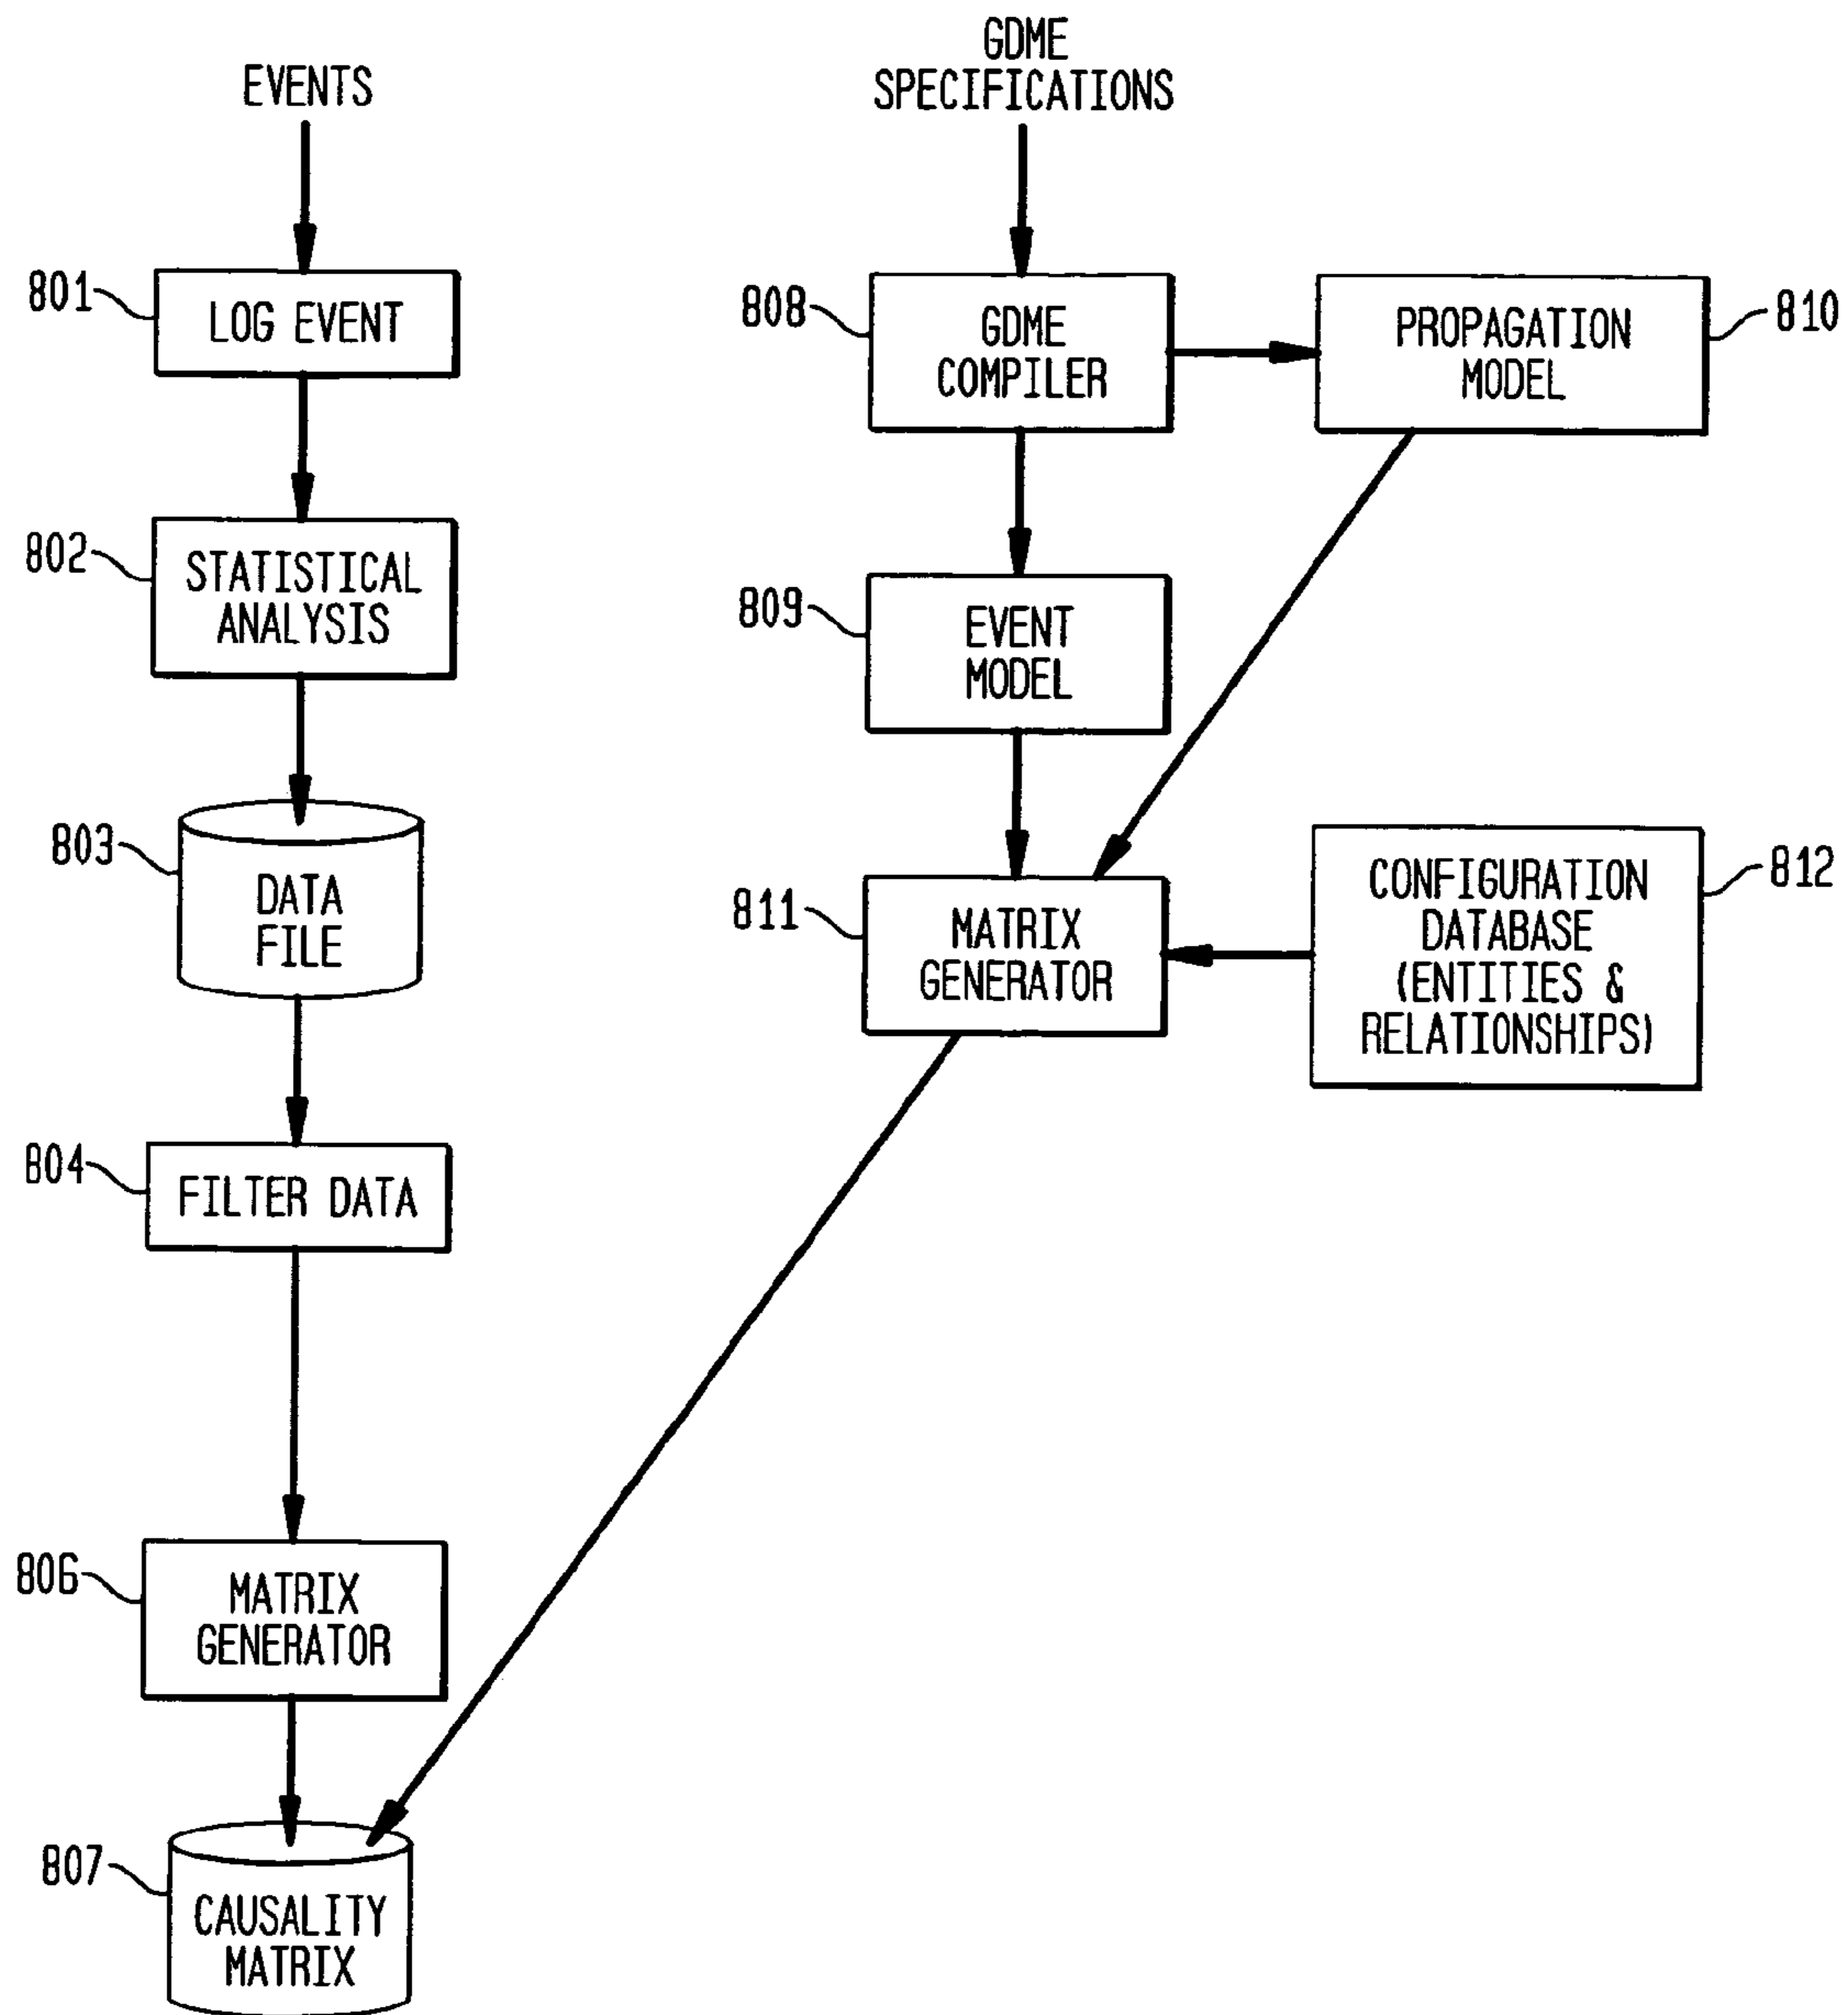 EVENTS
801
LOG EVENT
802
STATISTICAL
ANALYSIS
803
DATA
FILE
804
FILTER DATA
806
MATRIX
GENERATOR
807
CAUSALITY
MATRIX
GDME
SPECIFICATIONS
808
GDME
COMPILER
810
PROPAGATION
MODEL
809
EVENT
MODEL
811
MATRIX
GENERATOR
812
CONFIGURATION
DATABASE
(ENTITIES &
RELATIONSHIPS)